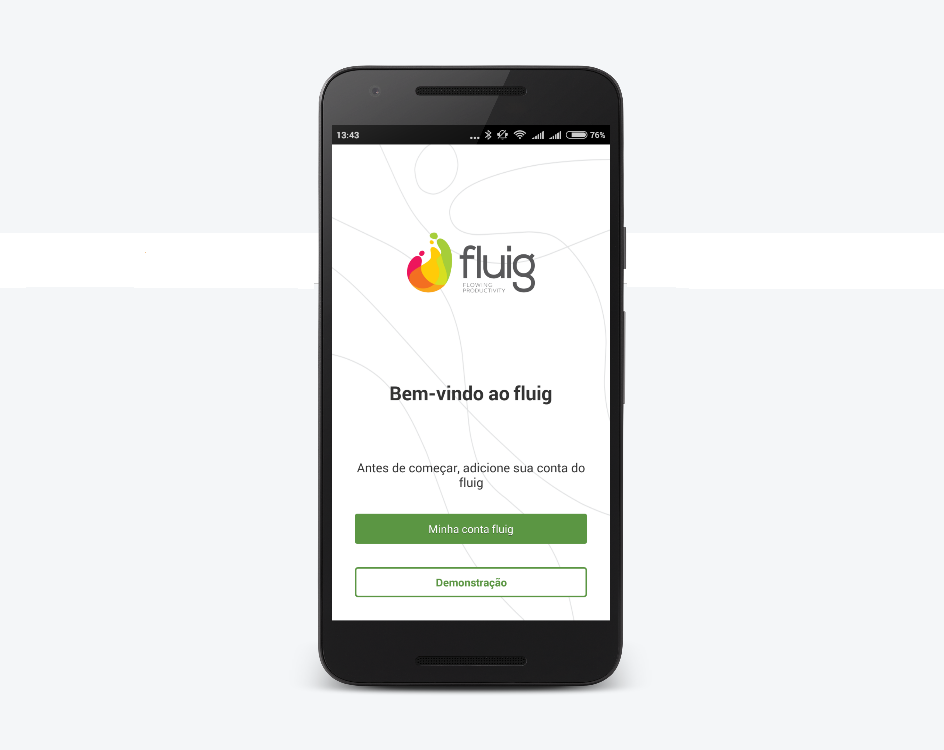 13:43
76%
fluig
FLOWING
PRODUCTIVITY
Bem-vindo ao fluig
Antes de começar, adicione sua conta do
fluig
Minha conta fluig
Demonstração